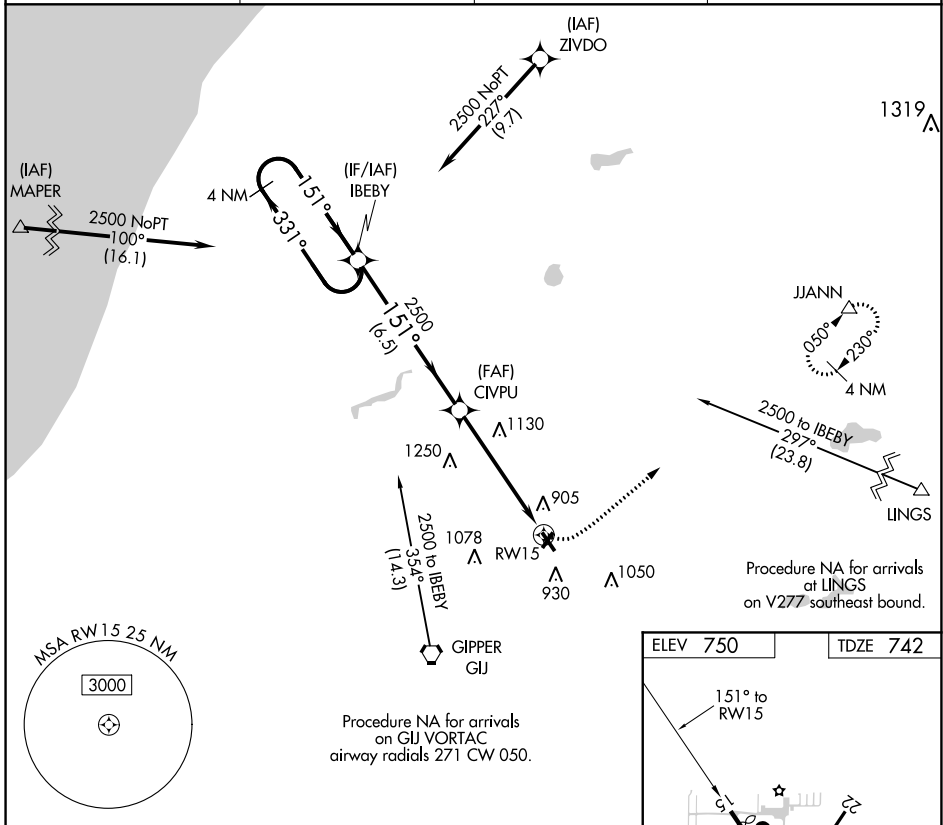 (IAF)
ZIVDO
2500 NoPT
227°
(9.7)
1319
(IAF)
MAPER
2500 NoPT
100°
(16.1)
4 NM
151°
331°
(IF/IAF)
IBEBY
2500
151°
(6.5)
JJANN
050°
230°
4 NM
(FAF)
CIVPU
1130
1250
2500 to IBEBY
297°
(23.8)
LINGS
905
RW15
1078
930
1050
2500 to IBEBY
354°
(14.3)
Procedure NA for arrivals
at LINGS
on V277 southeast bound.
GIPPER
GIJ
MSA RW15 25 NM
3000
Procedure NA for arrivals
on GIJ VORTAC
airway radials 271 CW 050.
ELEV 750
TDZE 742
151° to
RW15
15
22